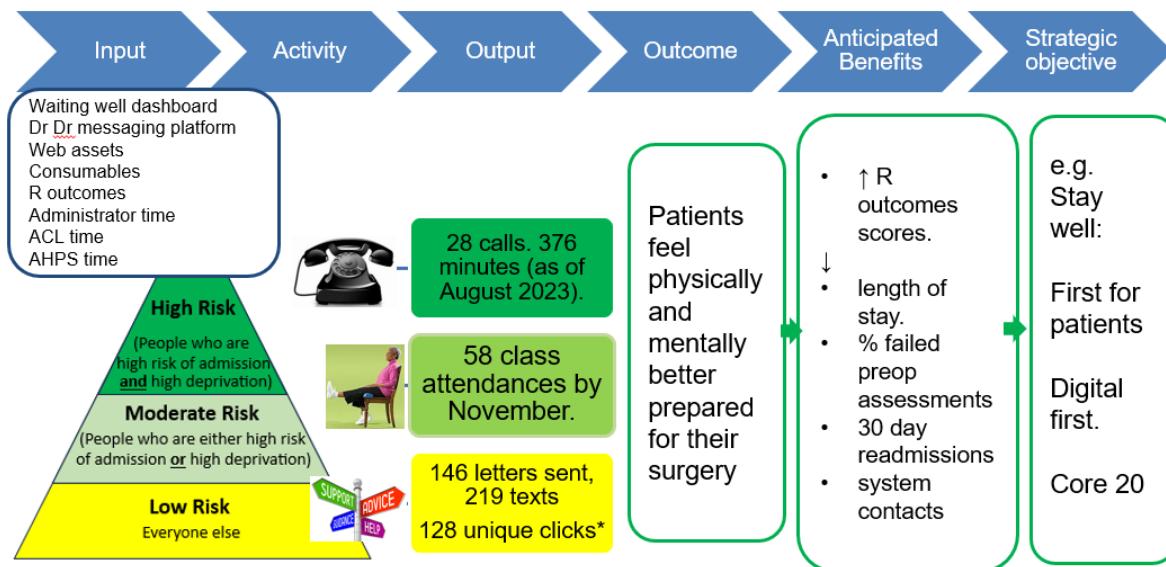 Input
Activity
Output
Outcome
Anticipated
Benefits
Strategic
objective
Waiting well dashboard
Dr Dr messaging platform
Web assets
Consumables
R outcomes
Administrator time
ACL time
AHPS time
High Risk
(People who are
high risk of admission
and high deprivation)
Moderate Risk
(People who are either high risk
of admission or high deprivation)
Low Risk
Everyone else
SUPPORT
ADVICE
GUIDANCE
HELP
28 calls. 376
minutes (as of
August 2023).
58 class
attendances by
November.
146 letters sent,
219 texts
128 unique clicks*
Patients
feel
physically
and
mentally
better
prepared
for their
surgery
• ↑ R
outcomes
scores.
↓
• length of
stay.
• % failed
preop
assessments
• 30 day
readmissions
• system
contacts
e.g.
Stay
well:
First for
patients
Digital
first.
Core 20